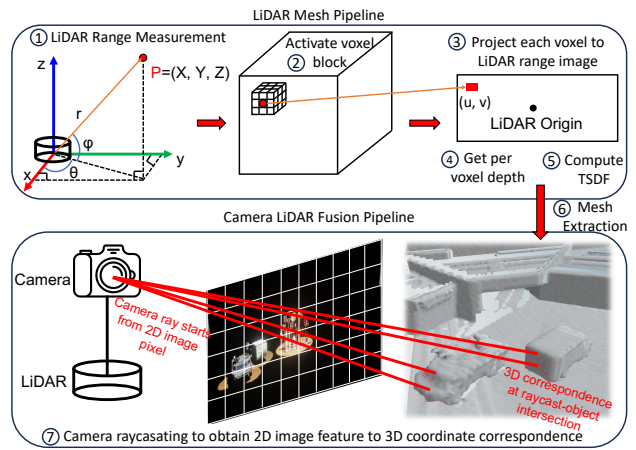 LiDAR Mesh Pipeline
① LiDAR Range Measurement
z
P=(X, Y, Z)
r
φ
y
x
θ
Activate voxel
② block
③ Project each voxel to
LiDAR range image
(u, v)
LiDAR Origin
④ Get per
voxel depth
⑤ Compute
TSDF
⑥ Mesh
Extraction
Camera LiDAR Fusion Pipeline
Camera
LiDAR
Camera ray starts
from 2D image
pixel
3D correspondence
at raycast-object
intersection
⑦ Camera raycasating to obtain 2D image feature to 3D coordinate correspondence